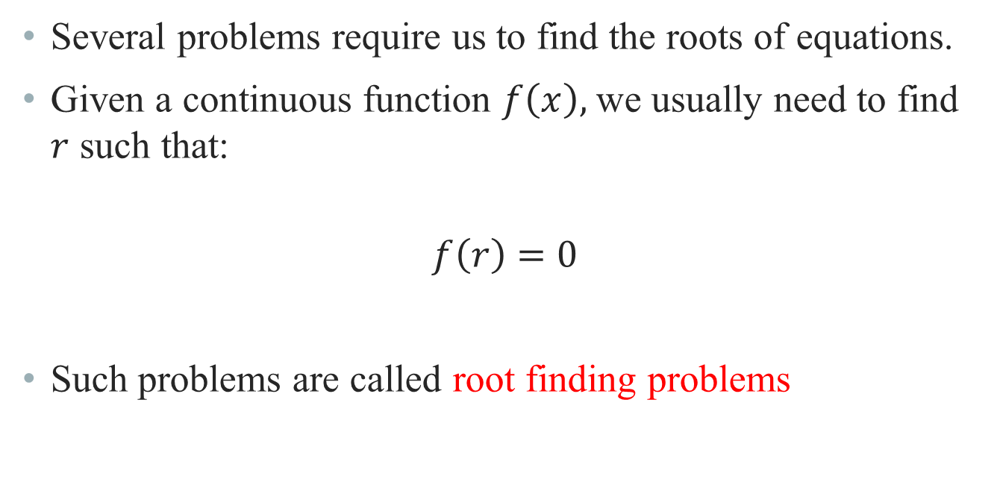 • Several problems require us to find the roots of equations.
• Given a continuous function f(x), we usually need to find
r such that:
f(r) = 0
• Such problems are called root finding problems